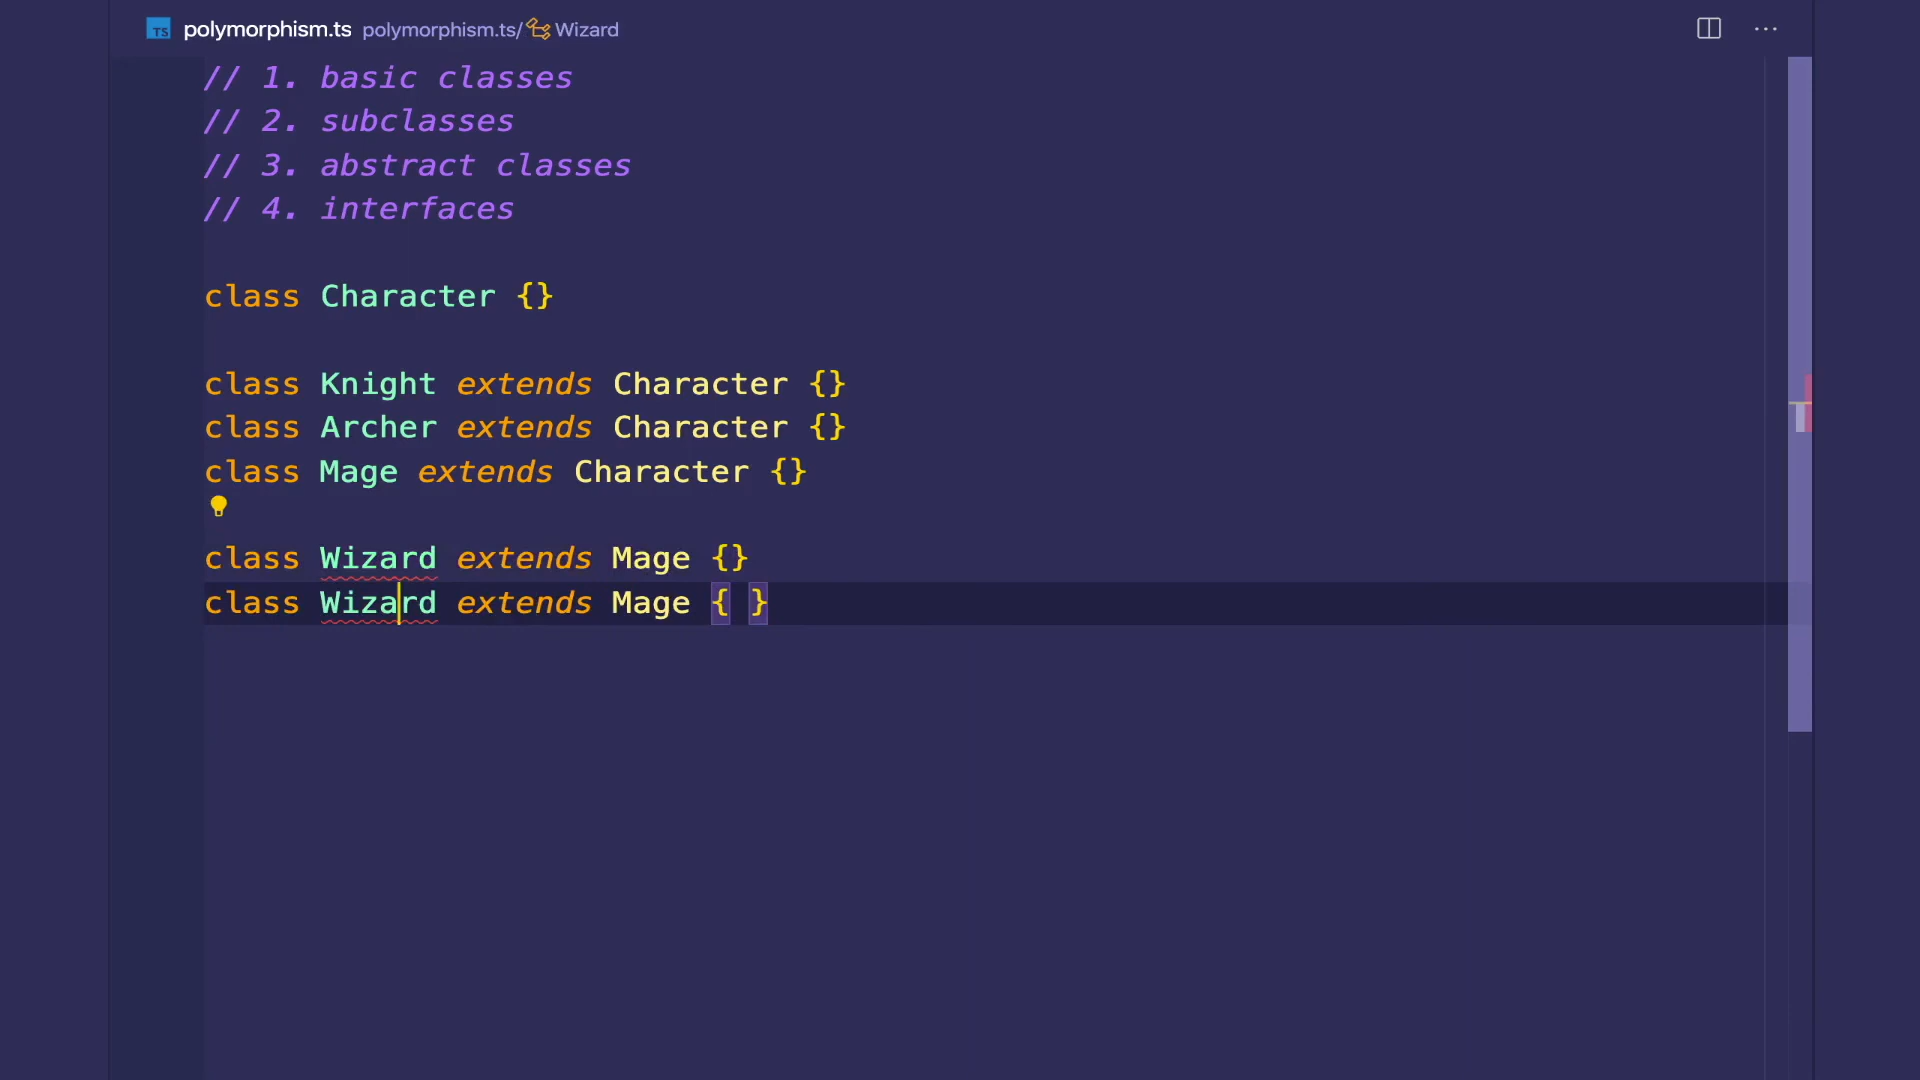 TS polymorphism.ts polymorphism.ts/ Wizard
// 1. basic classes
// 2. subclasses
// 3. abstract classes
// 4. interfaces
class Character {}
class Knight extends Character {}
class Archer extends Character {}
class Mage extends Character {}
class Wizard extends Mage {}
class Wizard extends Mage { }